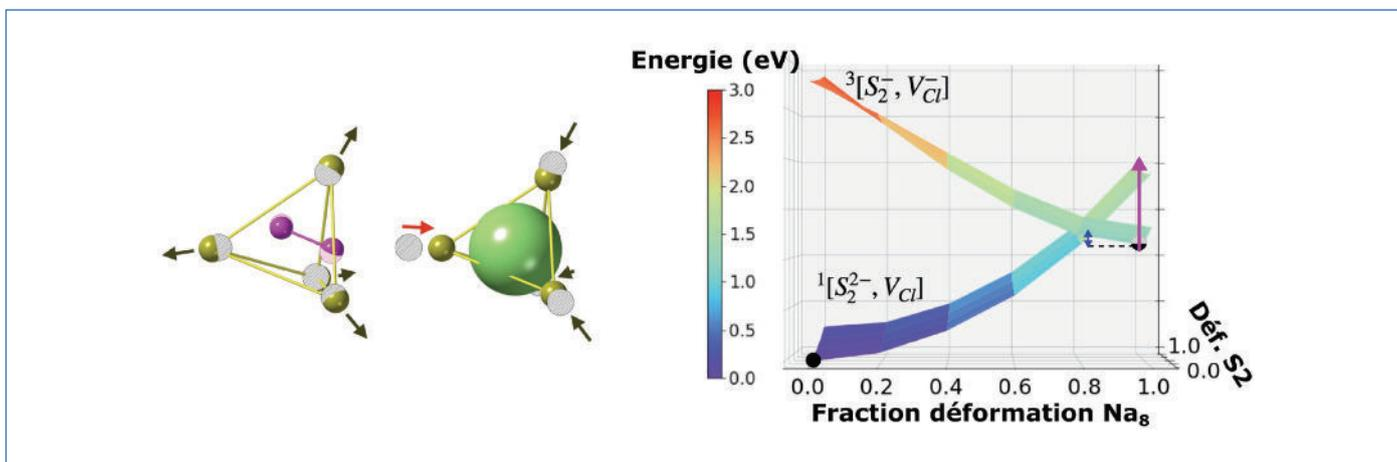 Energie (eV)
3.0
2.5
2.0
1.5
1.0
0.5
0.0
³[S₂⁻, V_Cl⁻]
¹[S₂²⁻, V_Cl]
0.0 0.2 0.4 0.6 0.8 1.0
Fraction déformation Na₈
1.0
0.0
Déf. S2